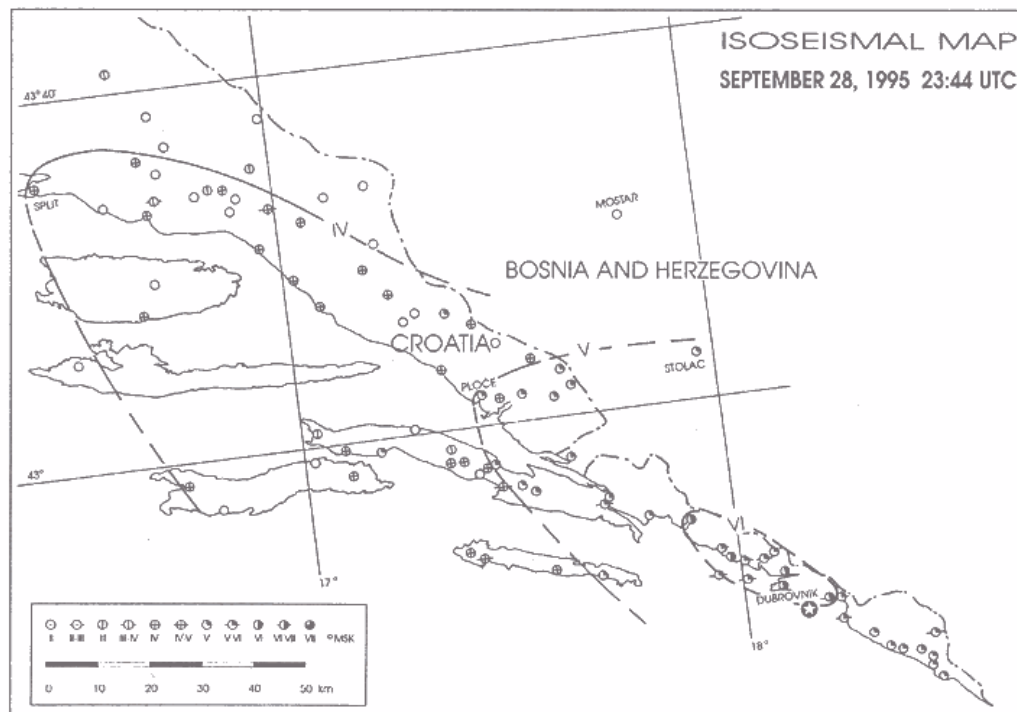 ISOSEISMAL MAP
SEPTEMBER 28, 1995 23:44 UTC
43° 40'
SPLIT
MOSTAR
IV
BOSNIA AND HERZEGOVINA
CROATIA
V
STOLAC
PLOČE
43°
VI
17°
DUBROVNIK
18°
II II-III III III-IV IV IV-V V V-VI VI VI-VII VII °MSK
0 10 20 30 40 50 km